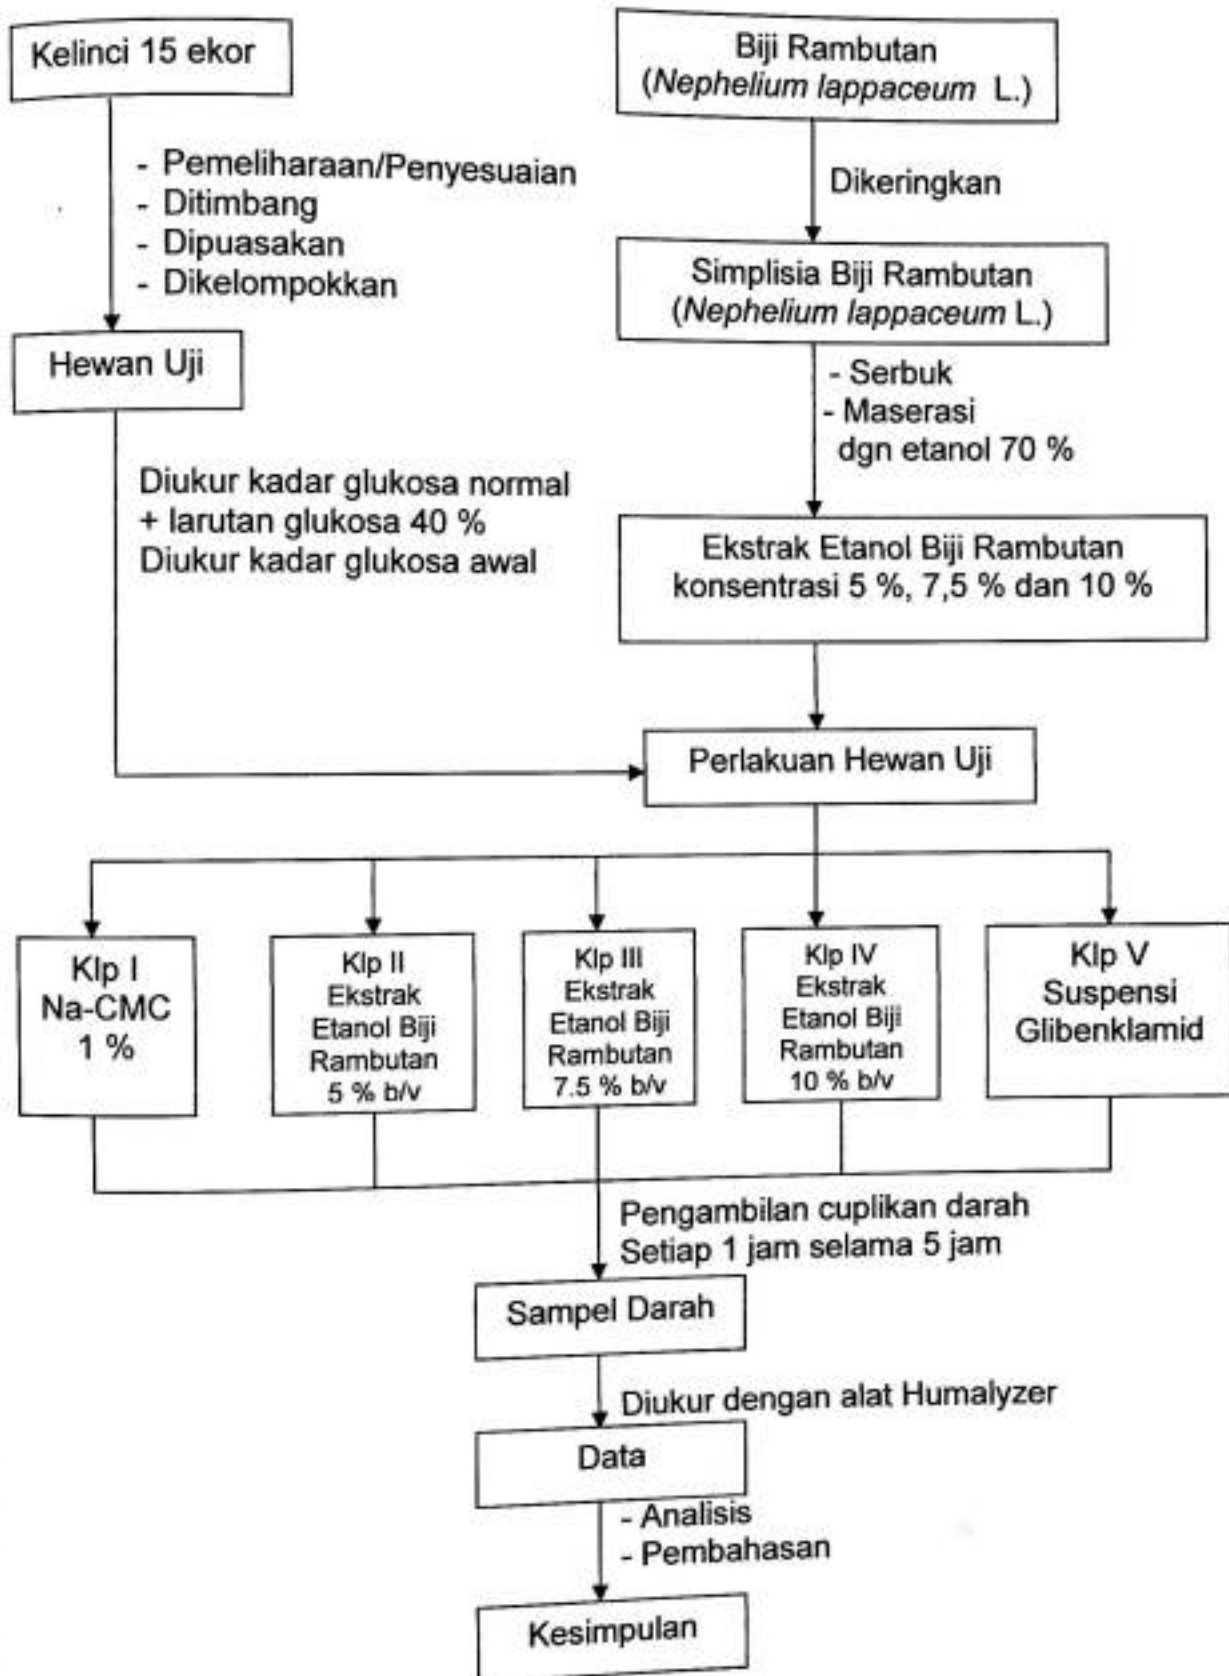 Kelinci 15 ekor
- Pemeliharaan/Penyesuaian
- Ditimbang
- Dipuasakan
- Dikelompokkan
Hewan Uji
Diukur kadar glukosa normal
+ larutan glukosa 40 %
Diukur kadar glukosa awal
Biji Rambutan
(Nephelium lappaceum L.)
Dikeringkan
Simplisia Biji Rambutan
(Nephelium lappaceum L.)
- Serbuk
- Maserasi
dgn etanol 70 %
Ekstrak Etanol Biji Rambutan
konsentrasi 5 %, 7,5 % dan 10 %
Perlakuan Hewan Uji
Klp I
Na-CMC
1 %
Klp II
Ekstrak
Etanol Biji
Rambutan
5 % b/v
Klp III
Ekstrak
Etanol Biji
Rambutan
7.5 % b/v
Klp IV
Ekstrak
Etanol Biji
Rambutan
10 % b/v
Klp V
Suspensi
Glibenklamid
Pengambilan cuplikan darah
Setiap 1 jam selama 5 jam
Sampel Darah
Diukur dengan alat Humalyzer
Data
- Analisis
- Pembahasan
Kesimpulan